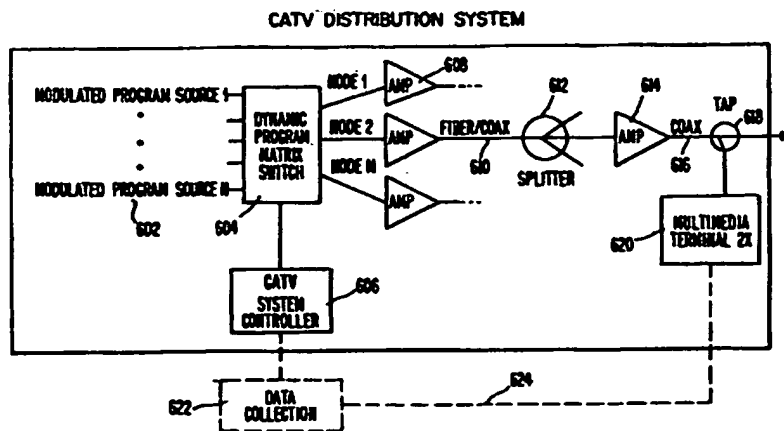 CATV DISTRIBUTION SYSTEM
MODULATED PROGRAM SOURCE 1
MODULATED PROGRAM SOURCE N
602
DYNAMIC
PROGRAM
MATRIX
SWITCH
604
NODE 1
NODE 2
NODE N
AMP
608
AMP
AMP
FIBER/COAX
610
612
SPLITTER
614
AMP
COAX
616
TAP
618
620
MULTIMEDIA
TERMINAL 2X
CATV
SYSTEM
CONTROLLER
606
622
DATA
COLLECTION
624